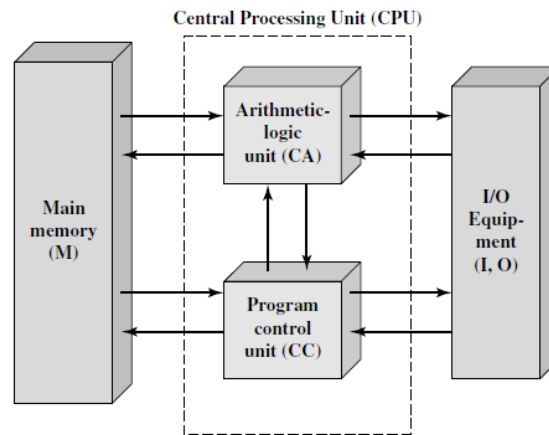 Central Processing Unit (CPU)
Arithmetic-
logic
unit (CA)
Main
memory
(M)
I/O
Equip-
ment
(I, O)
Program
control
unit (CC)